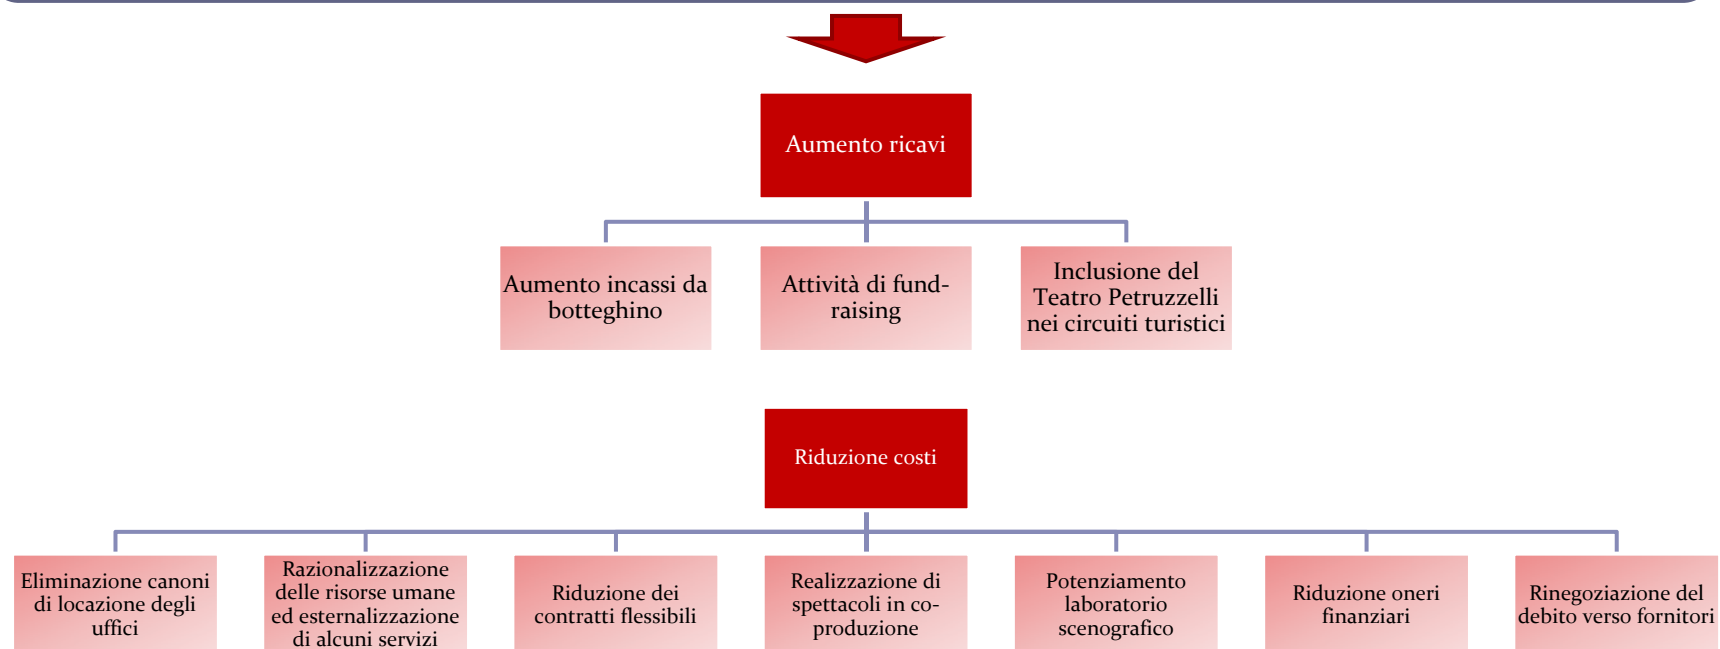 Aumento ricavi
Aumento incassi da
botteghino
Attività di fund-
raising
Inclusione del
Teatro Petruzzelli
nei circuiti turistici
Riduzione costi
Eliminazione canoni
di locazione degli
uffici
Razionalizzazione
delle risorse umane
ed esternalizzazione
di alcuni servizi
Riduzione dei
contratti flessibili
Realizzazione di
spettacoli in co-
produzione
Potenziamento
laboratorio
scenografico
Riduzione oneri
finanziari
Rinegoziazione del
debito verso fornitori